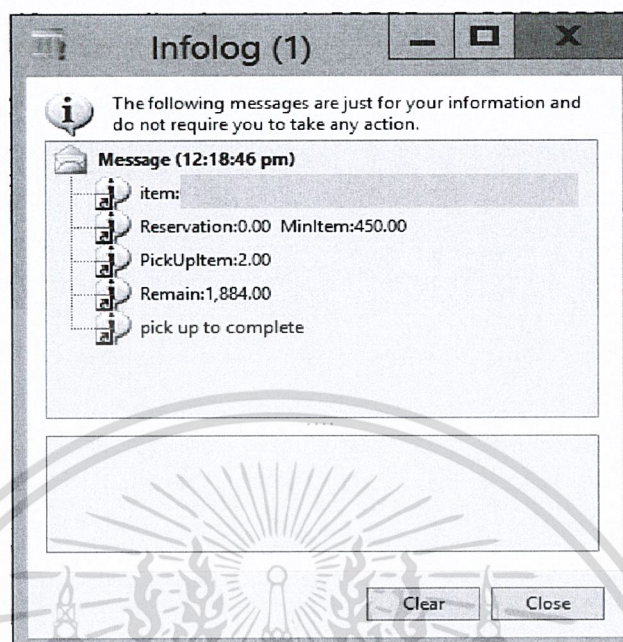 Infolog (1)
The following messages are just for your information and
do not require you to take any action.
Message (12:18:46 pm)
item:
Reservation:0.00 MinItem:450.00
PickUpItem:2.00
Remain:1,884.00
pick up to complete
Clear
Close